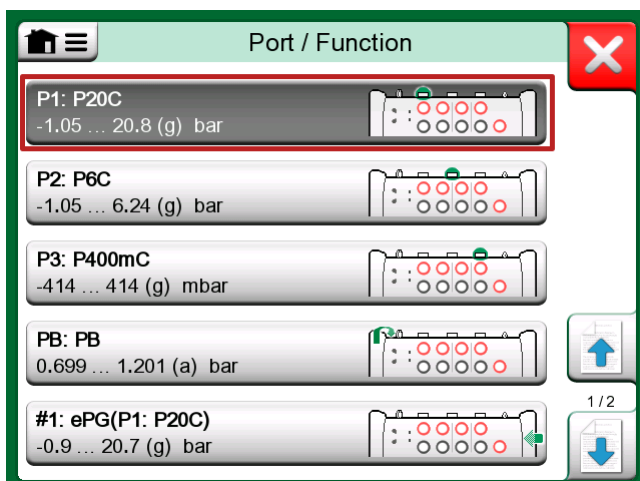 Port / Function
P1: P20C
-1.05 ... 20.8 (g) bar
P2: P6C
-1.05 ... 6.24 (g) bar
P3: P400mC
-414 ... 414 (g) mbar
PB: PB
0.699 ... 1.201 (a) bar
1 / 2
#1: ePG(P1: P20C)
-0.9 ... 20.7 (g) bar